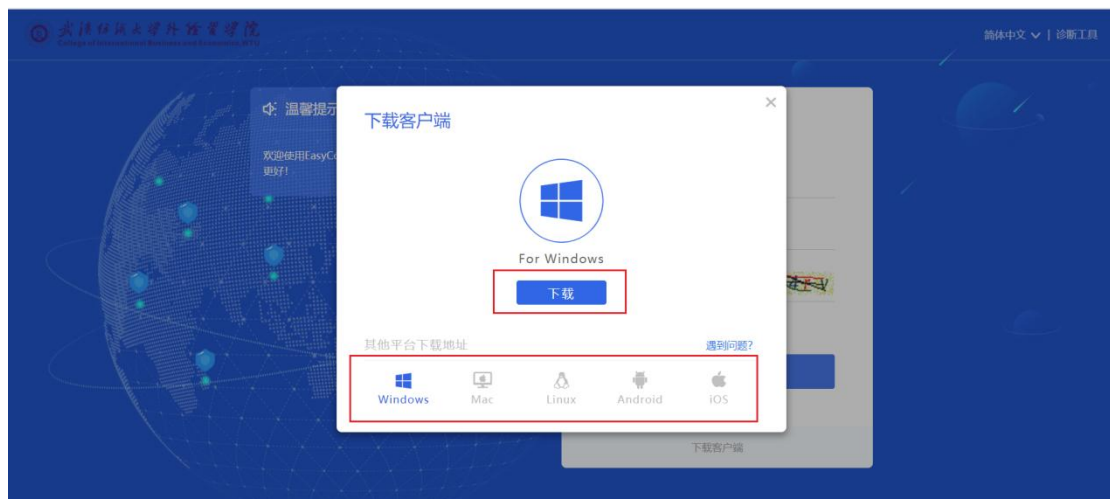 武汉纺织大学外经贸学院
College of International Business and Economics,WTU
简体中文 | 诊断工具
温馨提示
欢迎使用EasyCo
更好!
下载客户端
For Windows
下载
其他平台下载地址
遇到问题?
Windows Mac Linux Android iOS
下载客户端